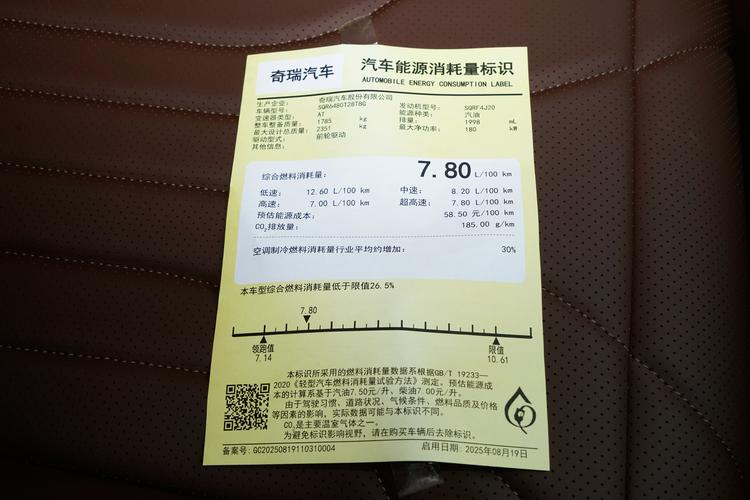 奇瑞汽车
汽车能源消耗量标识
AUTOMOBILE ENERGY CONSUMPTION LABEL
生产企业： 奇瑞汽车股份有限公司
车辆型号： SQR6480T28T8G 发动机型号： SQRF4J20
变速器类型： AT 能源种类： 汽油
整车整备质量： 1785 kg 排量： 1998 mL
最大设计总质量： 2351 kg 最大净功率： 180 kW
驱动型式： 前轮驱动
其他信息：
综合燃料消耗量： 7.80 L/100 km
低速： 12.60 L/100 km 中速： 8.20 L/100 km
高速： 7.00 L/100 km 超高速： 7.80 L/100 km
预估能源成本： 58.50 元/100 km
CO₂排放量： 185.00 g/km
空调制冷燃料消耗量行业平均约增加： 30%
本车型综合燃料消耗量低于限值26.5%
7.80
领跑值 限值
7.14 10.61
本标识所采用的燃料消耗量数据系根据GB/T 19233—
2020《轻型汽车燃料消耗量试验方法》测定，预估能源成
本的计算系基于汽油7.50元/升、柴油7.00元/升。
由于驾驶习惯、道路状况、气候条件、燃料品质及价格
等因素的影响，实际数据可能与本标识不同。
CO₂是主要温室气体之一。
为避免标识影响视野，请在购买车辆后去除标识。
备案号：GC20250819110310004 启用日期：2025年08月19日